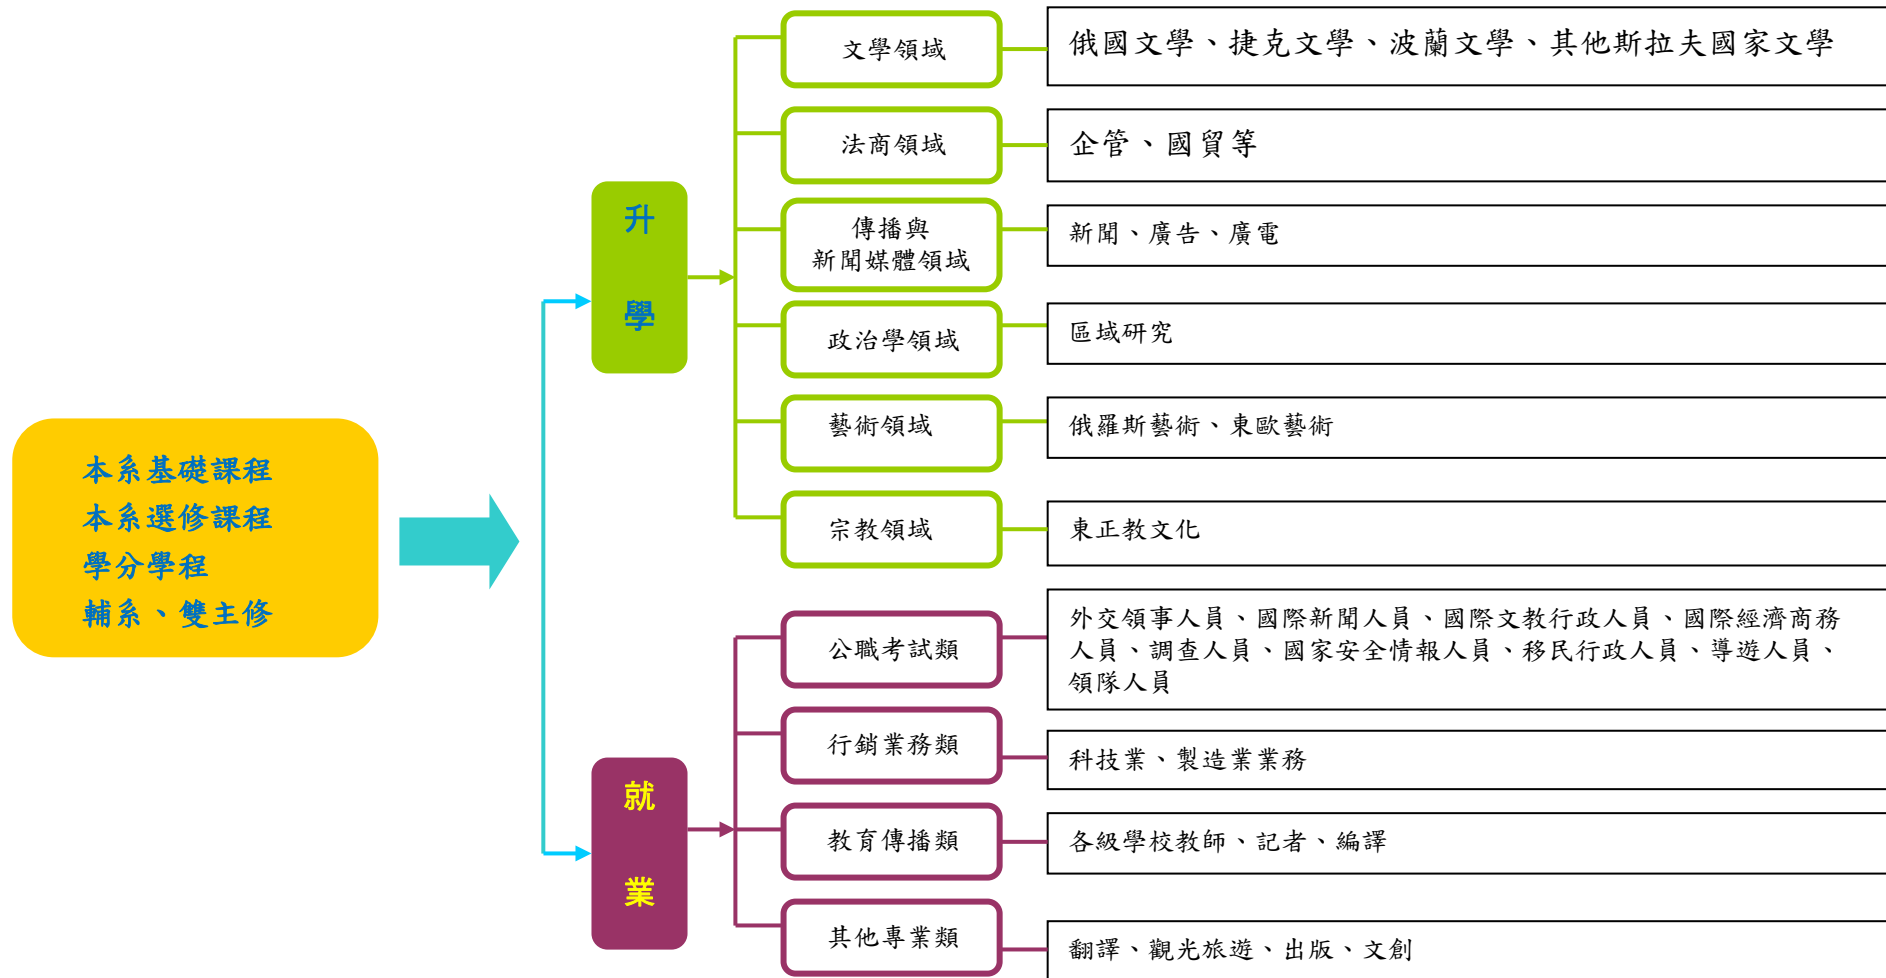 本系基礎課程
本系選修課程
學分學程
輔系、雙主修
升
學
文學領域
俄國文學、捷克文學、波蘭文學、其他斯拉夫國家文學
法商領域
企管、國貿等
傳播與
新聞媒體領域
新聞、廣告、廣電
政治學領域
區域研究
藝術領域
俄羅斯藝術、東歐藝術
宗教領域
東正教文化
就
業
公職考試類
外交領事人員、國際新聞人員、國際文教行政人員、國際經濟商務
人員、調查人員、國家安全情報人員、移民行政人員、導遊人員、
領隊人員
行銷業務類
科技業、製造業業務
教育傳播類
各級學校教師、記者、編譯
其他專業類
翻譯、觀光旅遊、出版、文創